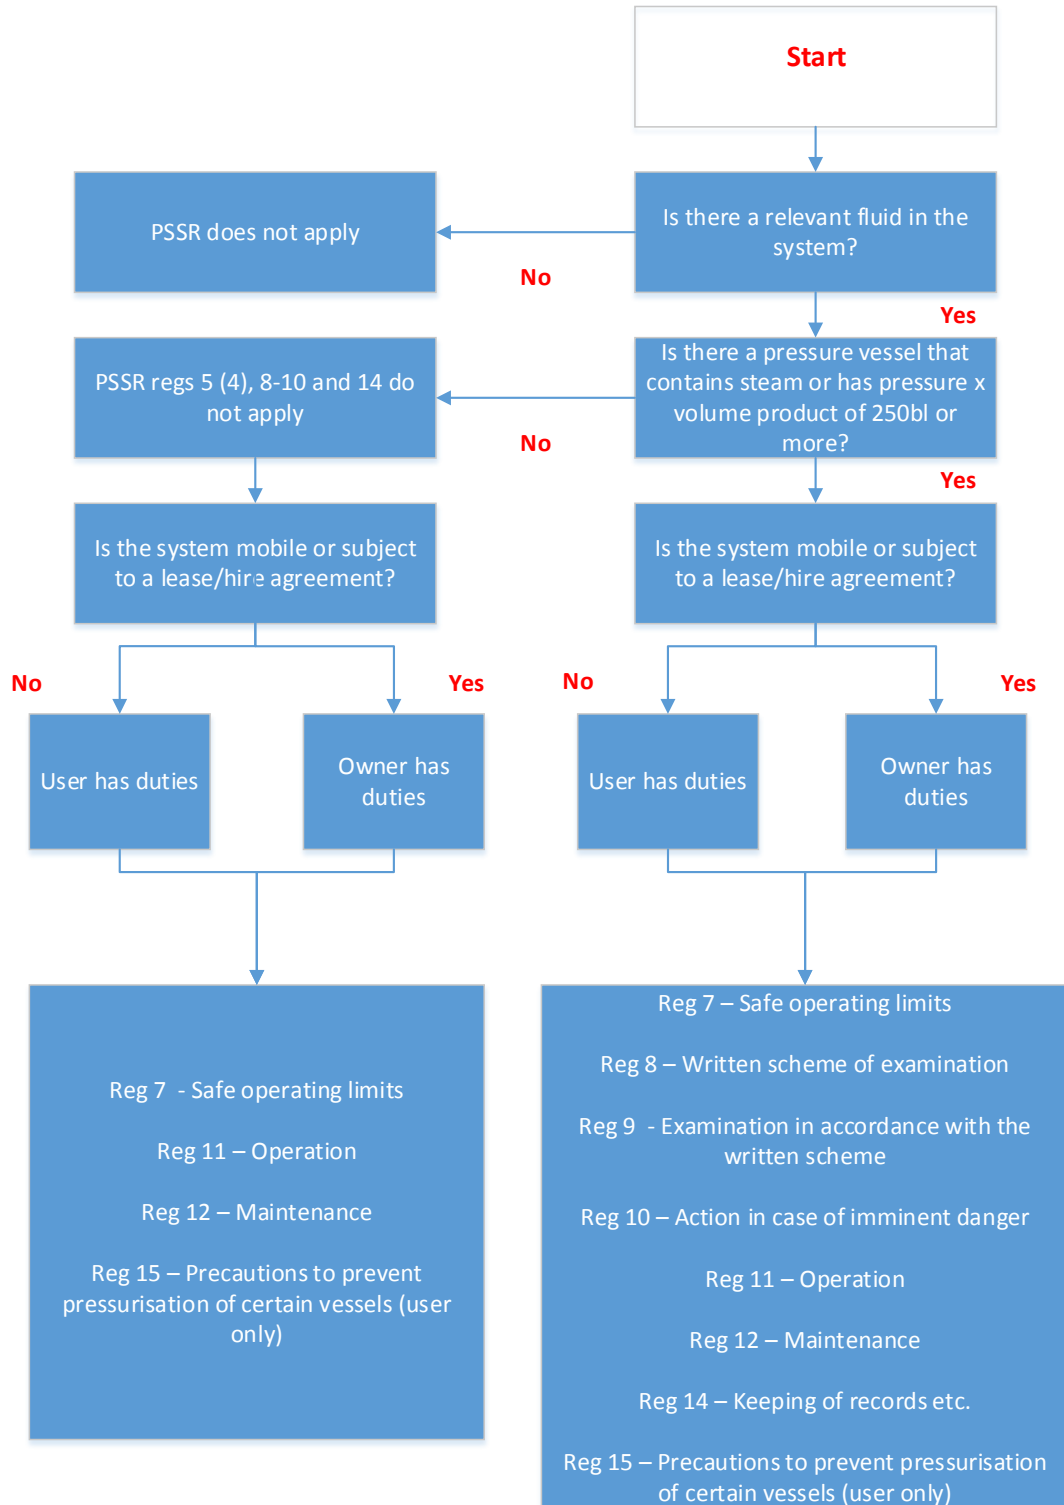 Start
PSSR does not apply
Is there a relevant fluid in the
system?
No
Yes
PSSR regs 5 (4), 8-10 and 14 do
not apply
Is there a pressure vessel that
contains steam or has pressure x
volume product of 250bl or
more?
No
Yes
Is the system mobile or subject
to a lease/hire agreement?
Is the system mobile or subject
to a lease/hire agreement?
No
Yes
No
Yes
User has duties
Owner has
duties
User has duties
Owner has
duties
Reg 7  - Safe operating limits
Reg 11 – Operation
Reg 12 – Maintenance
Reg 15 – Precautions to prevent
pressurisation of certain vessels (user
only)
Reg 7 – Safe operating limits
Reg 8 – Written scheme of examination
Reg 9  - Examination in accordance with the
written scheme
Reg 10 – Action in case of imminent danger
Reg 11 – Operation
Reg 12 – Maintenance
Reg 14 – Keeping of records etc.
Reg 15 – Precautions to prevent pressurisation
of certain vessels (user only)